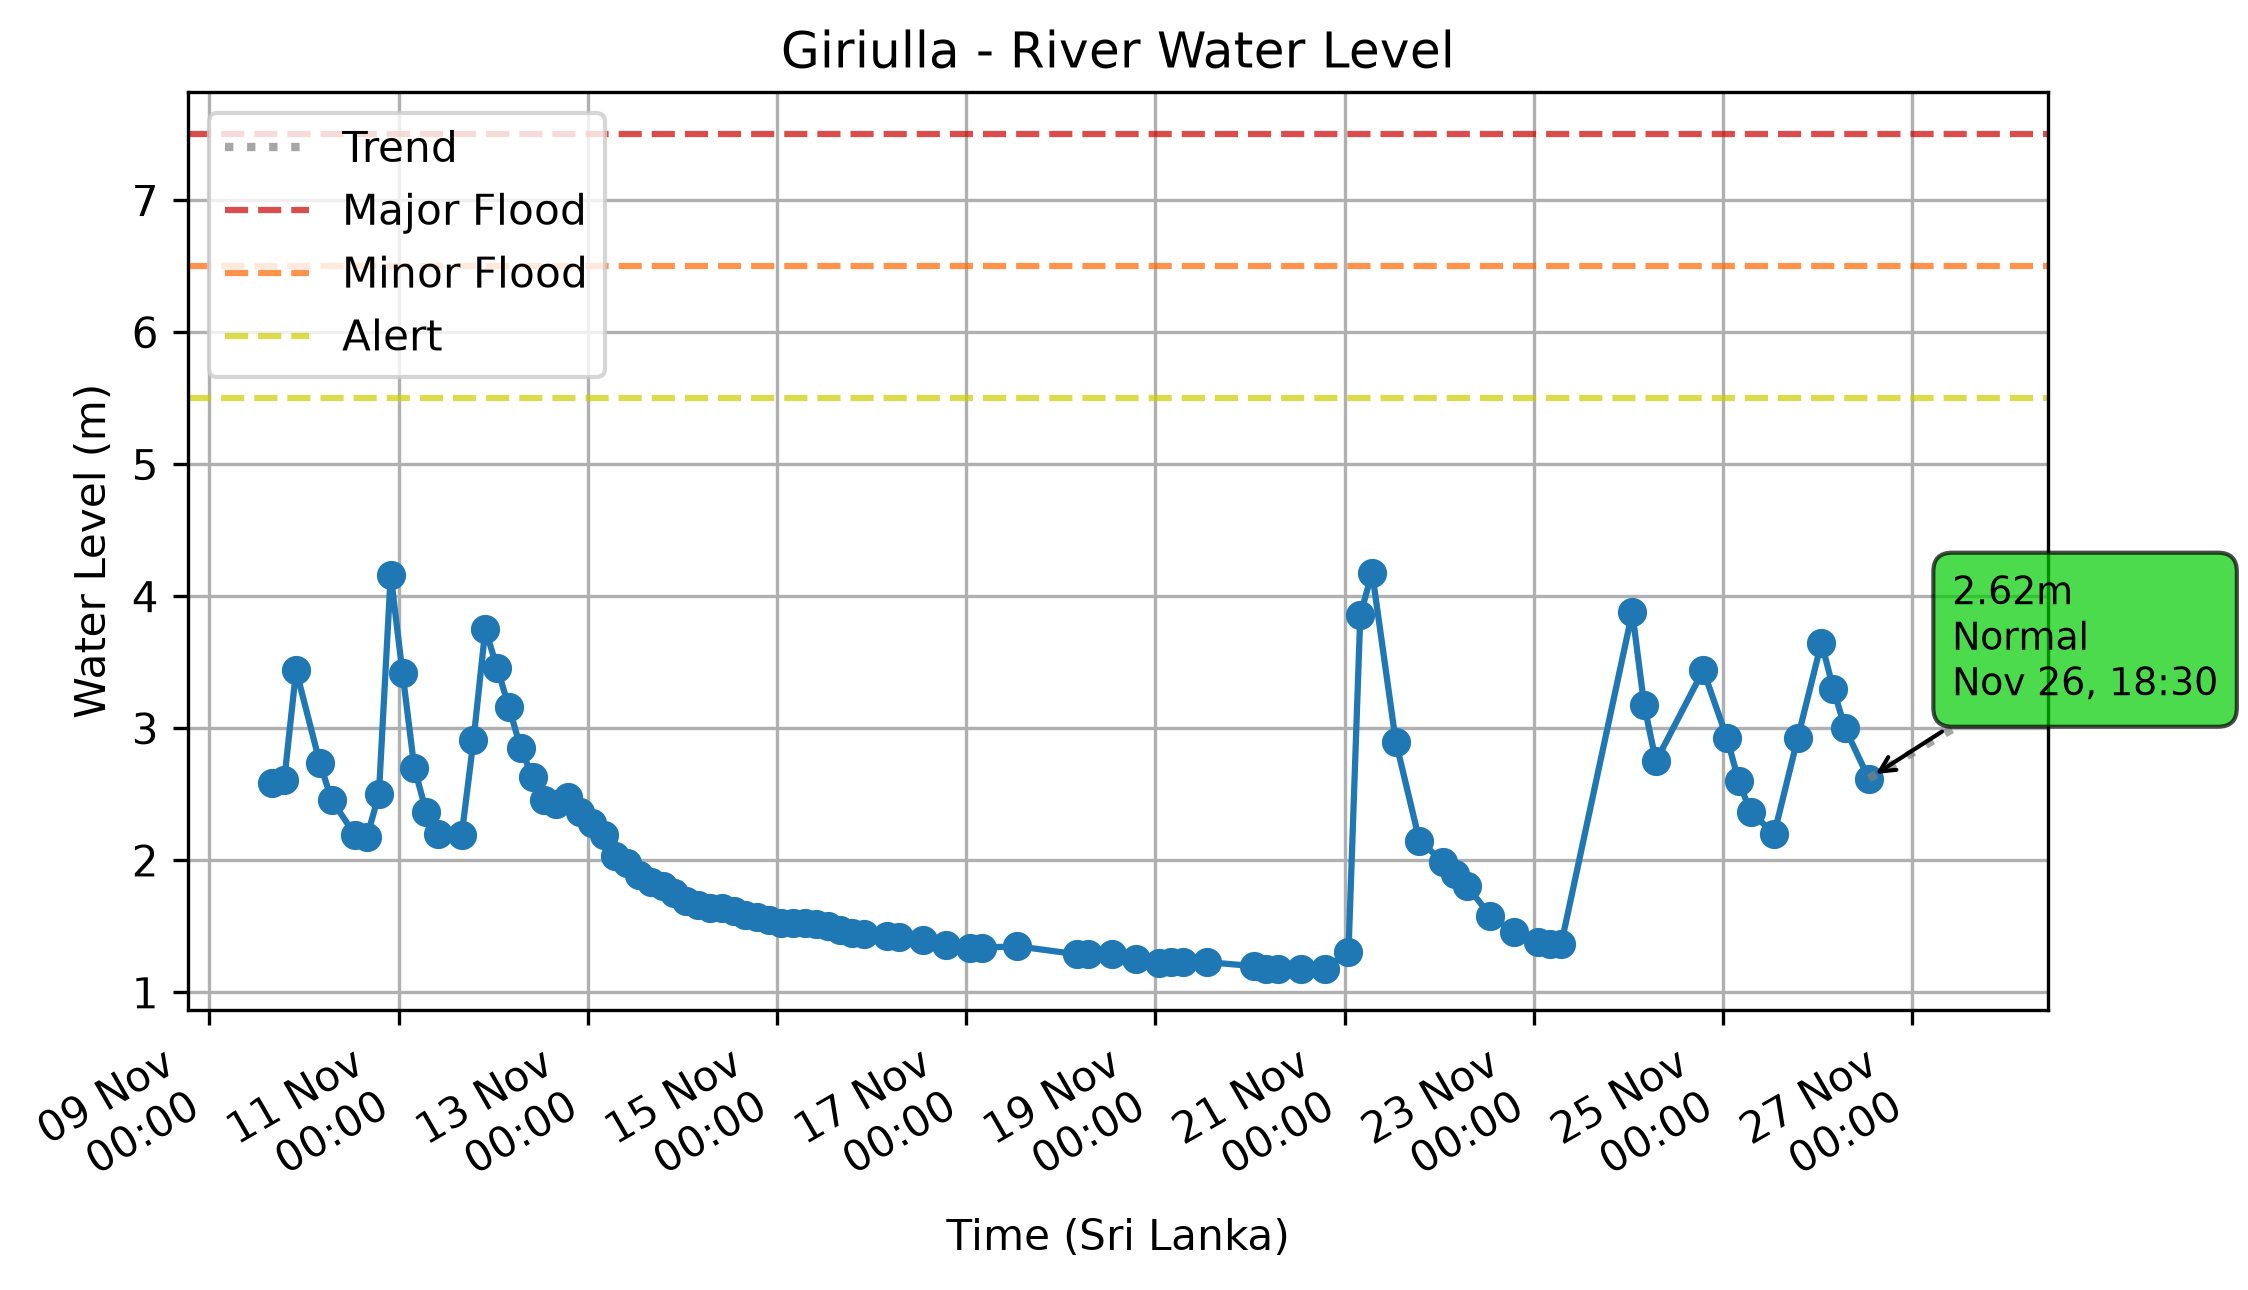 Giriulla - River Water Level
Trend
Major Flood
Minor Flood
Alert
7
6
5
4
3
2
1
Water Level (m)
2.62m
Normal
Nov 26, 18:30
09 Nov
00:00
11 Nov
00:00
13 Nov
00:00
15 Nov
00:00
17 Nov
00:00
19 Nov
00:00
21 Nov
00:00
23 Nov
00:00
25 Nov
00:00
27 Nov
00:00
Time (Sri Lanka)